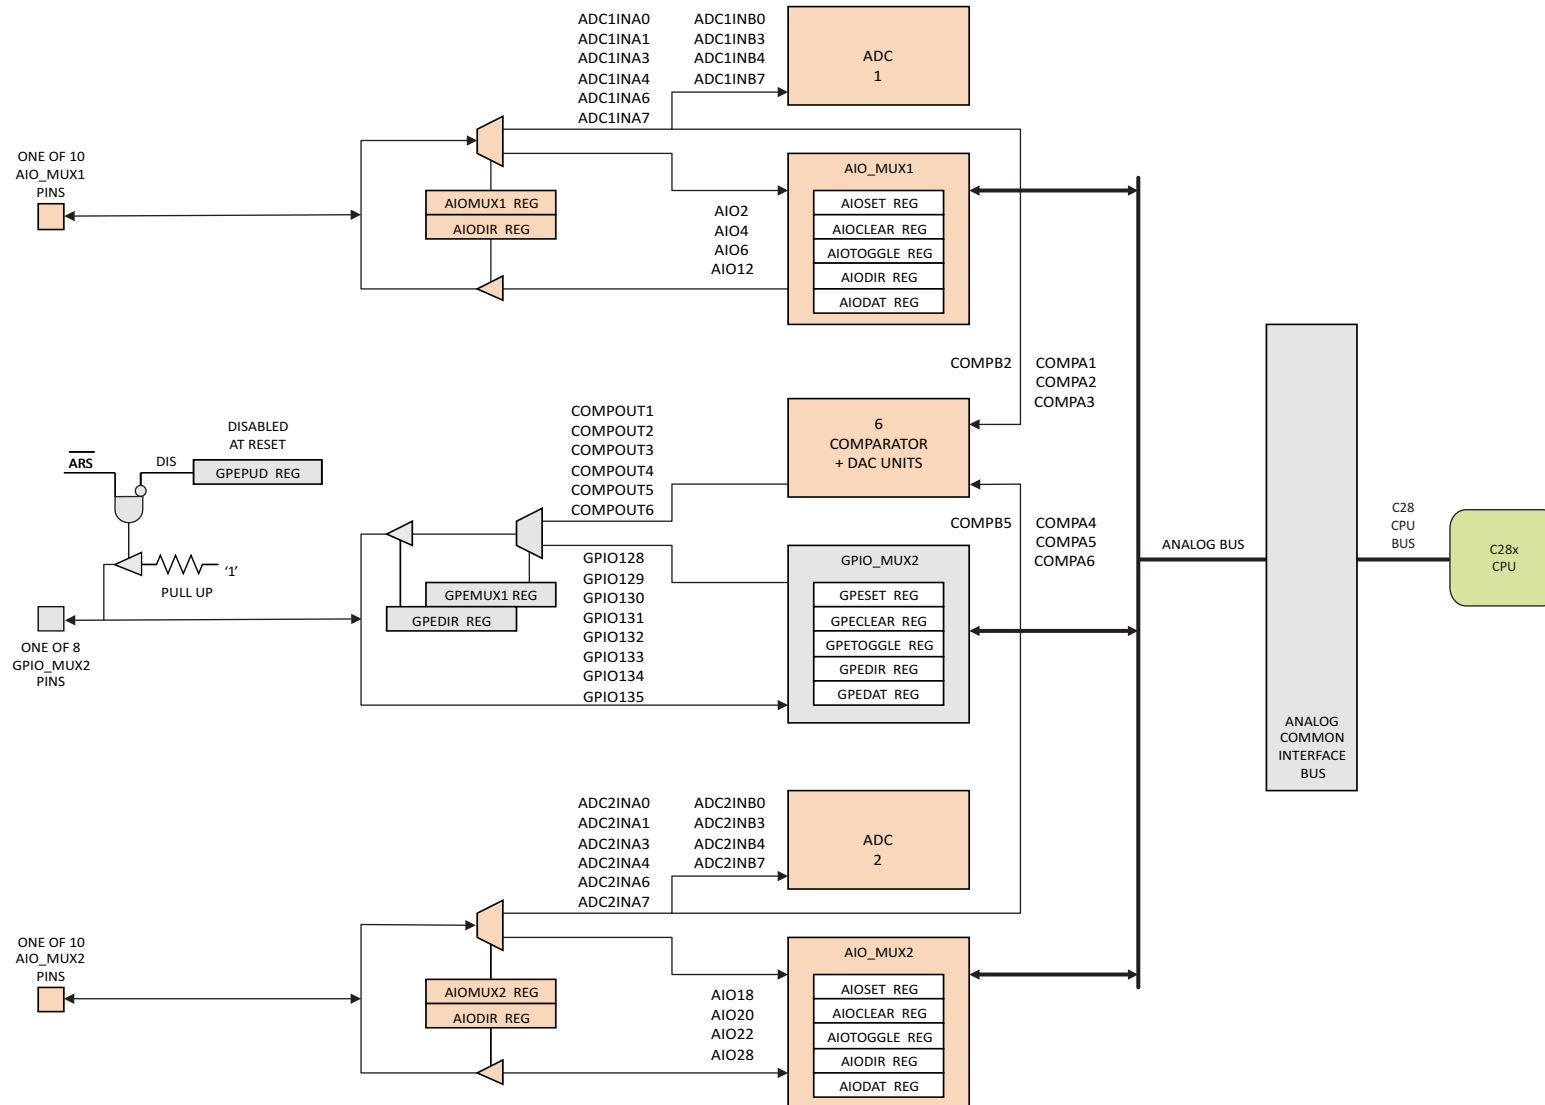 ADC1INA0
ADC1INA1
ADC1INA3
ADC1INA4
ADC1INA6
ADC1INA7
ADC1INB0
ADC1INB3
ADC1INB4
ADC1INB7
ADC
1
ONE OF 10
AIO_MUX1
PINS
AIOMUX1 REG
AIODIR REG
AIO2
AIO4
AIO6
AIO12
AIO_MUX1
AIOSET REG
AIOCLEAR REG
AIOTOGGLE REG
AIODIR REG
AIODAT REG
COMPB2
COMPA1
COMPA2
COMPA3
DISABLED
AT RESET
ARS
DIS
GPEPUD REG
'1'
PULL UP
ONE OF 8
GPIO_MUX2
PINS
COMPOUT1
COMPOUT2
COMPOUT3
COMPOUT4
COMPOUT5
COMPOUT6
6
COMPARATOR
+ DAC UNITS
COMPB5
COMPA4
COMPA5
COMPA6
GPEMUX1 REG
GPEDIR REG
GPIO128
GPIO129
GPIO130
GPIO131
GPIO132
GPIO133
GPIO134
GPIO135
GPIO_MUX2
GPESET REG
GPECLEAR REG
GPETOGGLE REG
GPEDIR REG
GPEDAT REG
ANALOG BUS
ANALOG
COMMON
INTERFACE
BUS
C28
CPU
BUS
C28x
CPU
ADC2INA0
ADC2INA1
ADC2INA3
ADC2INA4
ADC2INA6
ADC2INA7
ADC2INB0
ADC2INB3
ADC2INB4
ADC2INB7
ADC
2
ONE OF 10
AIO_MUX2
PINS
AIOMUX2 REG
AIODIR REG
AIO18
AIO20
AIO22
AIO28
AIO_MUX2
AIOSET REG
AIOCLEAR REG
AIOTOGGLE REG
AIODIR REG
AIODAT REG